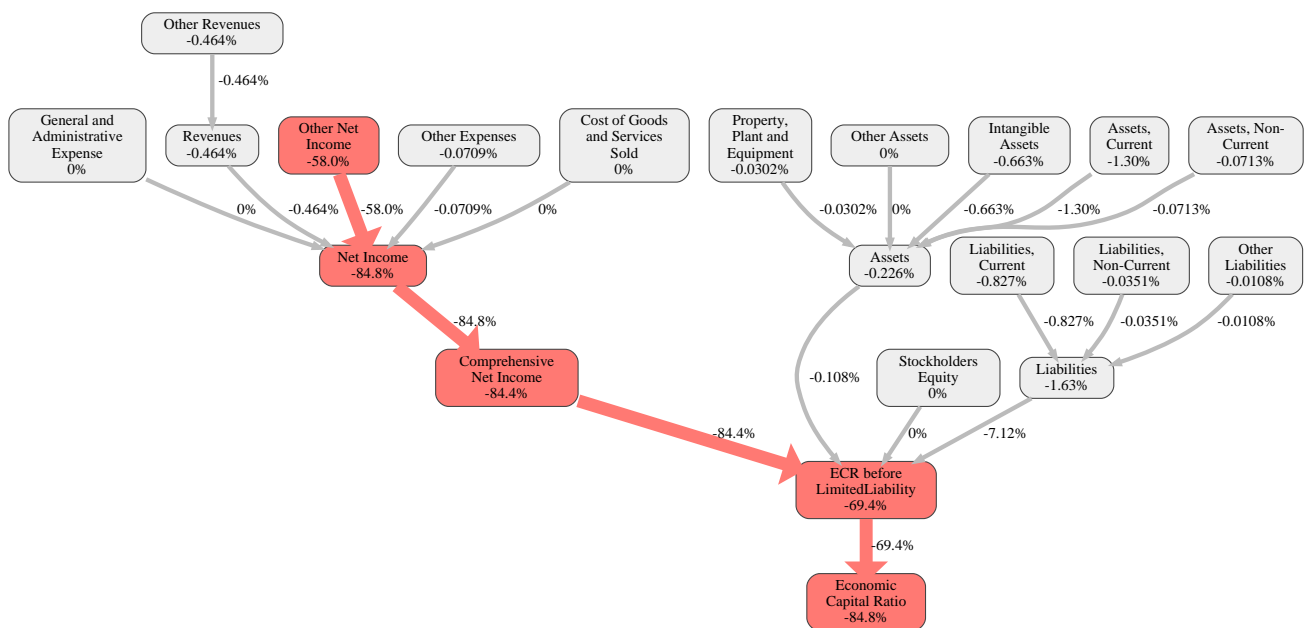 Other Revenues
-0.464%
-0.464%
General and
Administrative
Expense
0%
Revenues
-0.464%
Other Net
Income
-58.0%
Other Expenses
-0.0709%
Cost of Goods
and Services
Sold
0%
Property,
Plant and
Equipment
-0.0302%
Other Assets
0%
Intangible
Assets
-0.663%
Assets,
Current
-1.30%
Assets, Non-
Current
-0.0713%
0%
-0.464%
-58.0%
-0.0709%
0%
-0.0302%
0%
-0.663%
-1.30%
-0.0713%
Net Income
-84.8%
Assets
-0.226%
Liabilities,
Current
-0.827%
Liabilities,
Non-Current
-0.0351%
Other
Liabilities
-0.0108%
-84.8%
-0.827%
-0.0351%
-0.0108%
Comprehensive
Net Income
-84.4%
-0.108%
Stockholders
Equity
0%
Liabilities
-1.63%
-84.4%
0%
-7.12%
ECR before
LimitedLiability
-69.4%
-69.4%
Economic
Capital Ratio
-84.8%